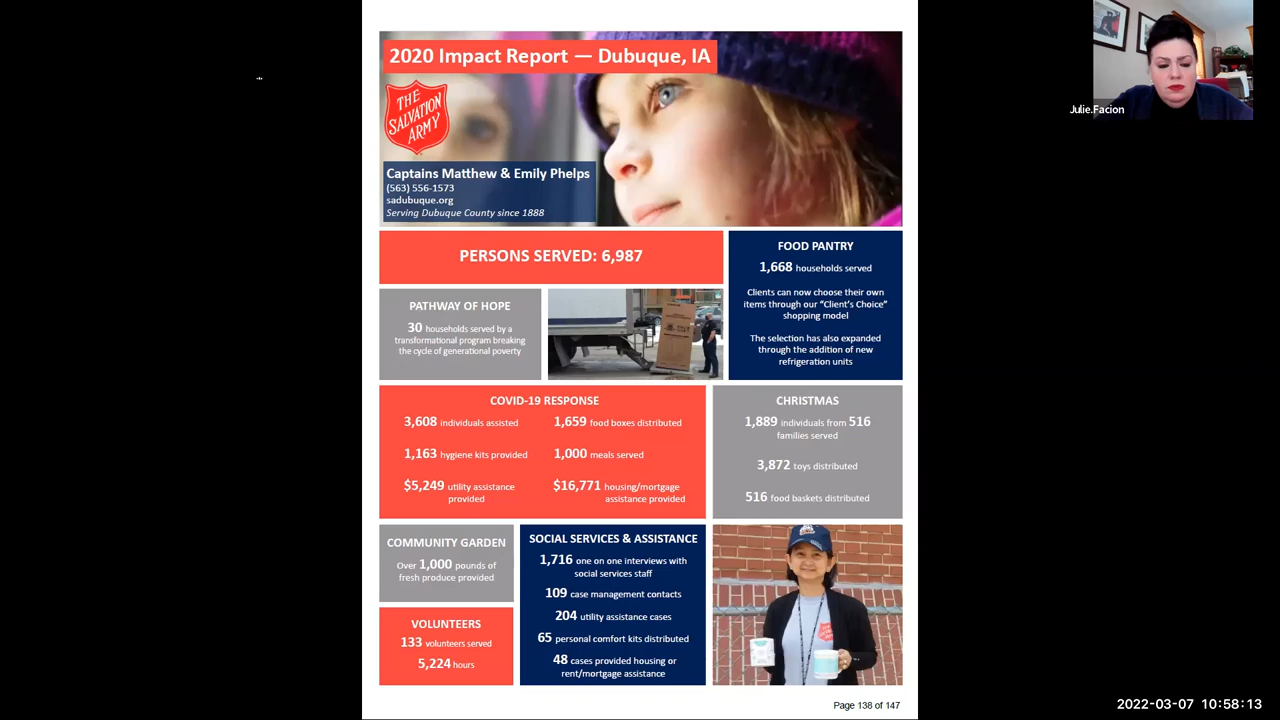 2020 Impact Report — Dubuque, IA
THE
SALVATION
ARMY
Captains Matthew & Emily Phelps
(563) 556-1573
sadubuque.org
Serving Dubuque County since 1888
PERSONS SERVED: 6,987
FOOD PANTRY
1,668 households served
Clients can now choose their own
items through our “Client’s Choice”
shopping model
The selection has also expanded
through the addition of new
refrigeration units
PATHWAY OF HOPE
30 households served by a
transformational program breaking
the cycle of generational poverty
COVID-19 RESPONSE
3,608 individuals assisted
1,659 food boxes distributed
1,163 hygiene kits provided
1,000 meals served
$5,249 utility assistance
provided
$16,771 housing/mortgage
assistance provided
CHRISTMAS
1,889 individuals from 516
families served
3,872 toys distributed
516 food baskets distributed
COMMUNITY GARDEN
Over 1,000 pounds of
fresh produce provided
VOLUNTEERS
133 volunteers served
5,224 hours
SOCIAL SERVICES & ASSISTANCE
1,716 one on one interviews with
social services staff
109 case management contacts
204 utility assistance cases
65 personal comfort kits distributed
48 cases provided housing or
rent/mortgage assistance
Page 138 of 147
Julie.Facion
2022-03-07 10:58:13